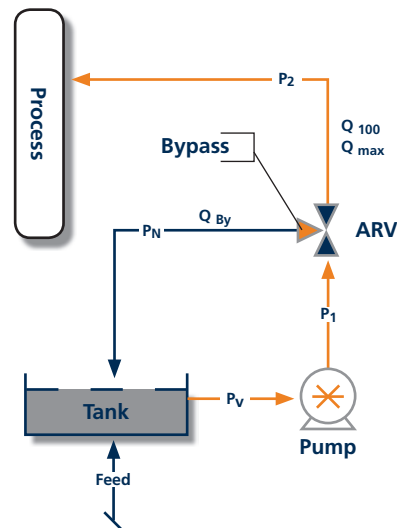 P2
Process
Q 100
Q max
Bypass
Q By
PN
ARV
P1
Tank
PV
Pump
Feed